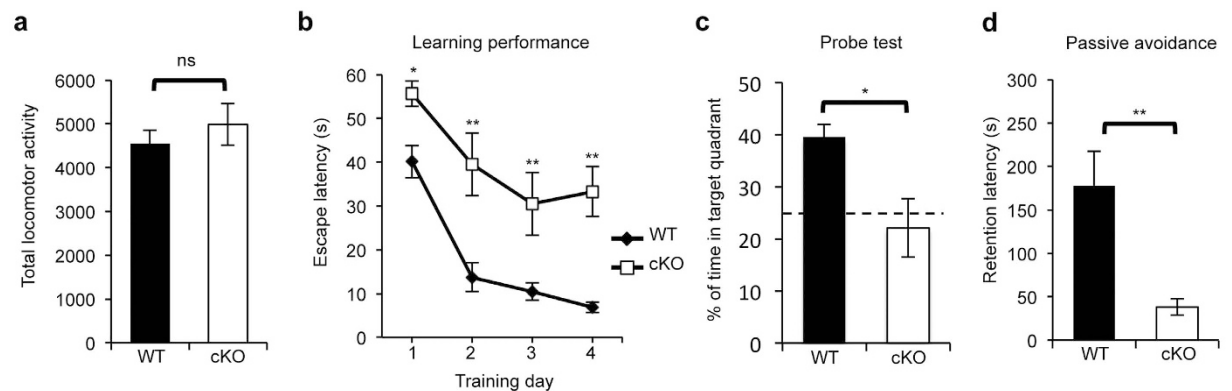 a
ns
Total locomotor activity
6000
5000
4000
3000
2000
1000
0
WT
cKO
b
Learning performance
Escape latency (s)
60
50
40
30
20
10
0
*
**
**
**
WT
cKO
1
2
3
4
Training day
c
Probe test
% of time in target quadrant
50
40
30
20
10
0
*
WT
cKO
d
Passive avoidance
Retention latency (s)
300
250
200
150
100
50
0
**
WT
cKO